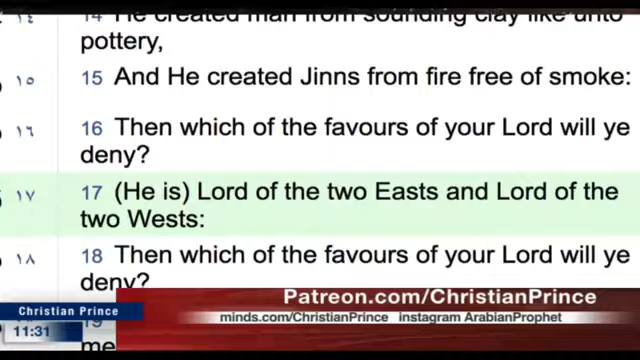 ١٤ 14 He created man from sounding clay like unto
pottery,
١٥ 15 And He created Jinns from fire free of smoke:
١٦ 16 Then which of the favours of your Lord will ye
deny?
١٧ 17 (He is) Lord of the two Easts and Lord of the
two Wests:
١٨ 18 Then which of the favours of your Lord will ye
deny?
19
me
Christian Prince
11:31
Patreon.com/ChristianPrince
minds.com/ChristianPrince instagram ArabianProphet